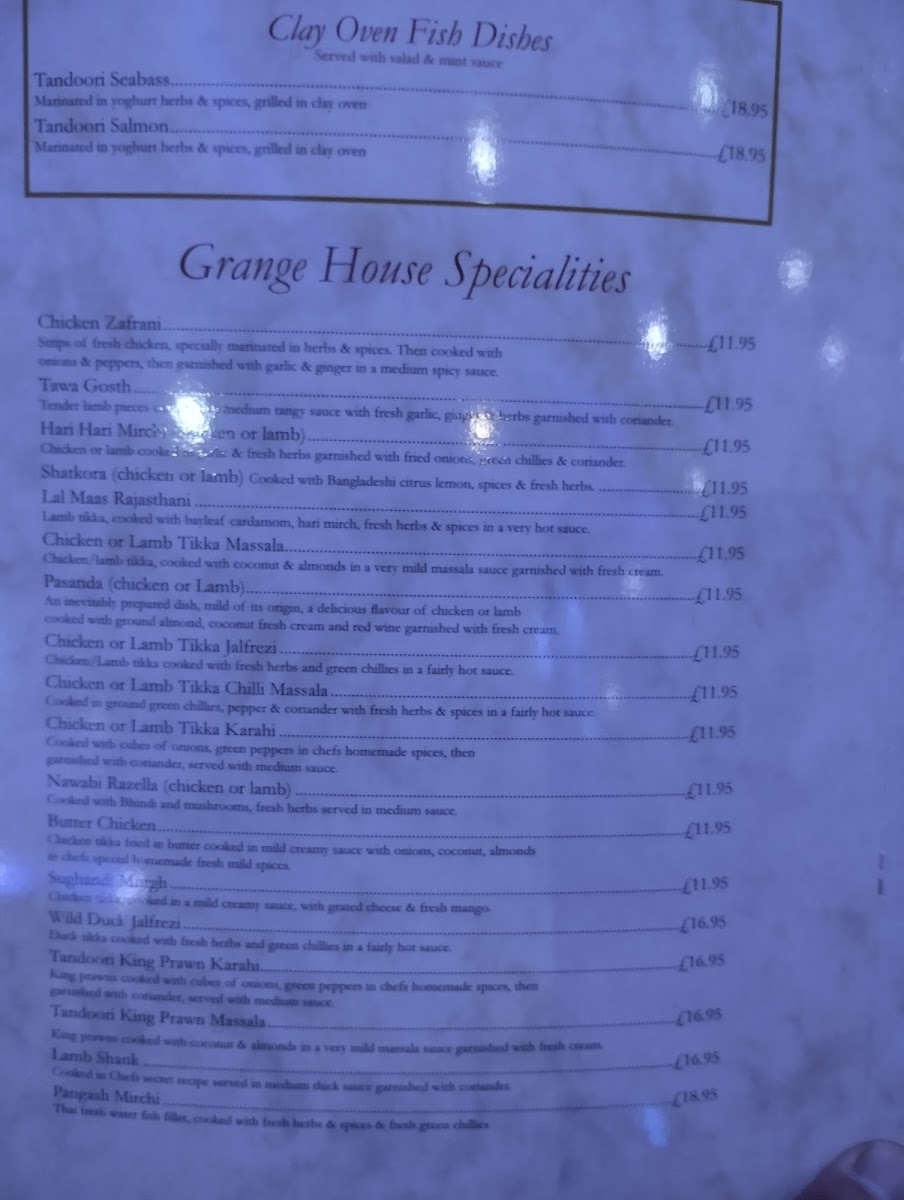 Clay Oven Fish Dishes
Served with salad & mint sauce
Tandoori Seabass £18.95
Marinated in yoghurt herbs & spices, grilled in clay oven
Tandoori Salmon £18.95
Marinated in yoghurt herbs & spices, grilled in clay oven
Grange House Specialities
Chicken Zafrani £11.95
Strips of fresh chicken, specially marinated in herbs & spices. Then cooked with
onions & peppers, then garnished with garlic & ginger in a medium spicy sauce.
Tawa Gosth £11.95
Tender lamb pieces medium tangy sauce with fresh garlic, herbs garnished with coriander.
Hari Hari Mirchi or lamb) £11.95
Chicken or lamb & fresh herbs garnished with fried onions, green chillies & coriander.
Shatkora (chicken or lamb) Cooked with Bangladeshi citrus lemon, spices & fresh herbs. £11.95
Lal Maas Rajasthani £11.95
Lamb tikka, cooked with bayleaf cardamom, hari mirch, fresh herbs & spices in a very hot sauce.
Chicken or Lamb Tikka Massala £11.95
Chicken/lamb tikka, cooked with coconut & almonds in a very mild massala sauce garnished with fresh cream.
Pasanda (chicken or Lamb) £11.95
An inevitably prepared dish, mild of its origin, a delicious flavour of chicken or lamb
cooked with ground almond, coconut fresh cream and red wine garnished with fresh cream.
Chicken or Lamb Tikka Jalfrezi £11.95
Chicken/Lamb tikka cooked with fresh herbs and green chillies in a fairly hot sauce.
Chicken or Lamb Tikka Chilli Massala £11.95
Cooked in ground green chillies, pepper & coriander with fresh herbs & spices in a fairly hot sauce.
Chicken or Lamb Tikka Karahi £11.95
Cooked with cubes of onions, green peppers in chefs homemade spices, then
garnished with coriander, served with medium sauce.
Nawabi Razella (chicken or lamb) £11.95
Cooked with Bhindi and mushrooms, fresh herbs served in medium sauce.
Butter Chicken £11.95
Chicken tikka fried in butter cooked in mild creamy sauce with onions, coconut, almonds
in chefs special homemade fresh mild spices.
Sughandi Murgh £11.95
Chicken cooked in a mild creamy sauce, with grated cheese & fresh mango.
Wild Duck Jalfrezi £16.95
Duck tikka cooked with fresh herbs and green chillies in a fairly hot sauce.
Tandoori King Prawn Karahi £16.95
King prawns cooked with cubes of onions, green peppers in chefs homemade spices, then
garnished with coriander, served with medium sauce.
Tandoori King Prawn Massala £16.95
King prawns cooked with coconut & almonds in a very mild massala sauce garnished with fresh cream.
Lamb Shank £16.95
Cooked in Chefs secret recipe served in medium thick sauce garnished with coriander.
Pangash Mirchi £18.95
Thai fresh water fish fillet, cooked with fresh herbs & spices & fresh green chillies